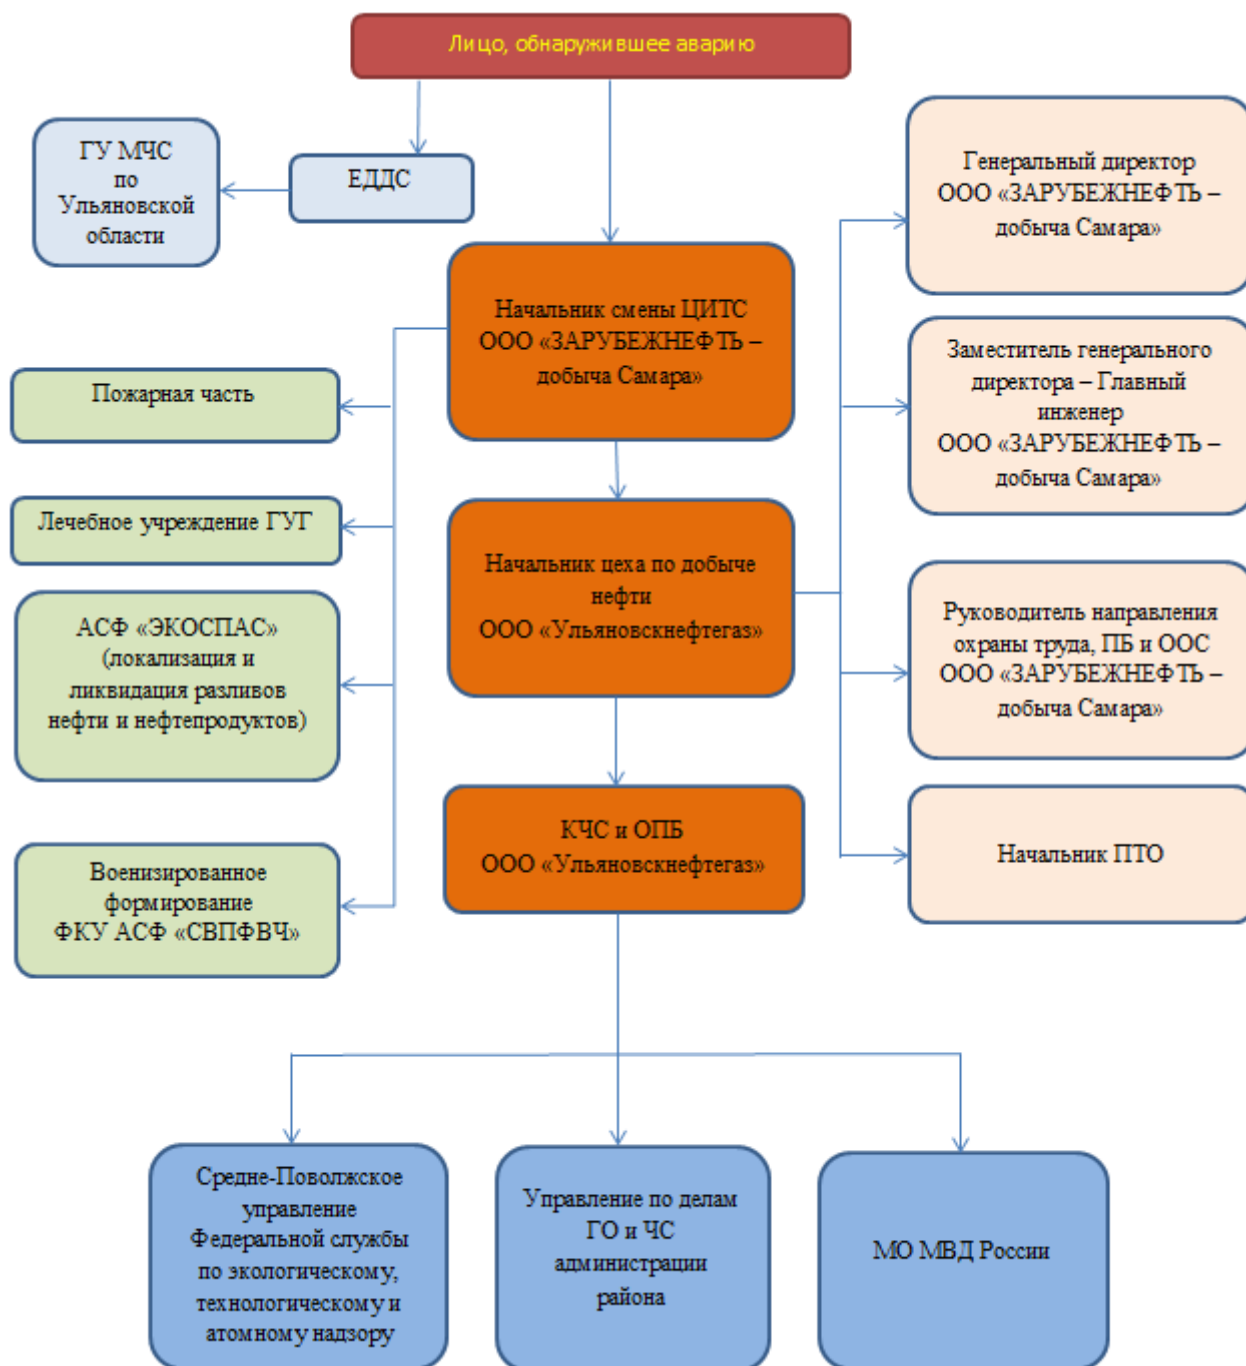 Лицо, обнаружившее аварию
ГУ МЧС
по
Ульяновской
области
ЕДДС
Генеральный директор
ООО «ЗАРУБЕЖНЕФТЬ –
добыча Самара»
Начальник смены ЦИТС
ООО «ЗАРУБЕЖНЕФТЬ –
добыча Самара»
Заместитель генерального
директора – Главный
инженер
ООО «ЗАРУБЕЖНЕФТЬ –
добыча Самара»
Пожарная часть
Лечебное учреждение ГУГ
Начальник цеха по добыче
нефти
ООО «Ульяновскнефтегаз»
АСФ «ЭКОСПАС»
(локализация и
ликвидация разливов
нефти и нефтепродуктов)
Руководитель направления
охраны труда, ПБ и ООС
ООО «ЗАРУБЕЖНЕФТЬ –
добыча Самара»
КЧС и ОПБ
ООО «Ульяновскнефтегаз»
Начальник ПТО
Военизированное
формирование
ФКУ АСФ «СВПФВЧ»
Средне-Поволжское
управление
Федеральной службы
по экологическому,
технологическому и
атомному надзору
Управление по делам
ГО и ЧС
администрации
района
МО МВД России